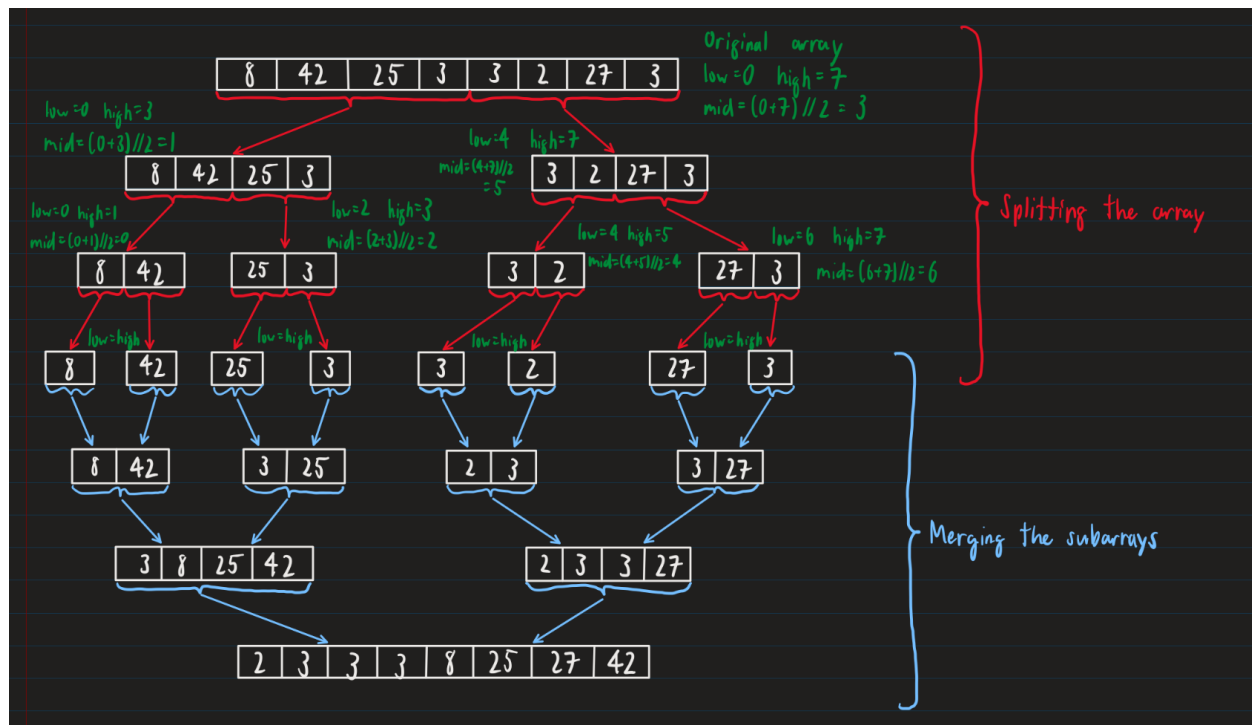 Original array
low=0 high=7
mid=(0+7)//2=3
8 42 25 3 3 2 27 3
low=0 high=3
mid=(0+3)//2=1
8 42 25 3
low=4 high=7
mid=(4+7)//2
=5
3 2 27 3
Splitting the array
low=0 high=1
mid=(0+1)//2=0
8 42
low=2 high=3
mid=(2+3)//2=2
25 3
low=4 high=5
mid=(4+5)//2=4
3 2
low=6 high=7
mid=(6+7)//2=6
27 3
low=high
low=high
low=high
low=high
8 42 25 3 3 2 27 3
8 42 3 25 2 3 3 27
Merging the subarrays
3 8 25 42 2 3 3 27
2 3 3 3 8 25 27 42